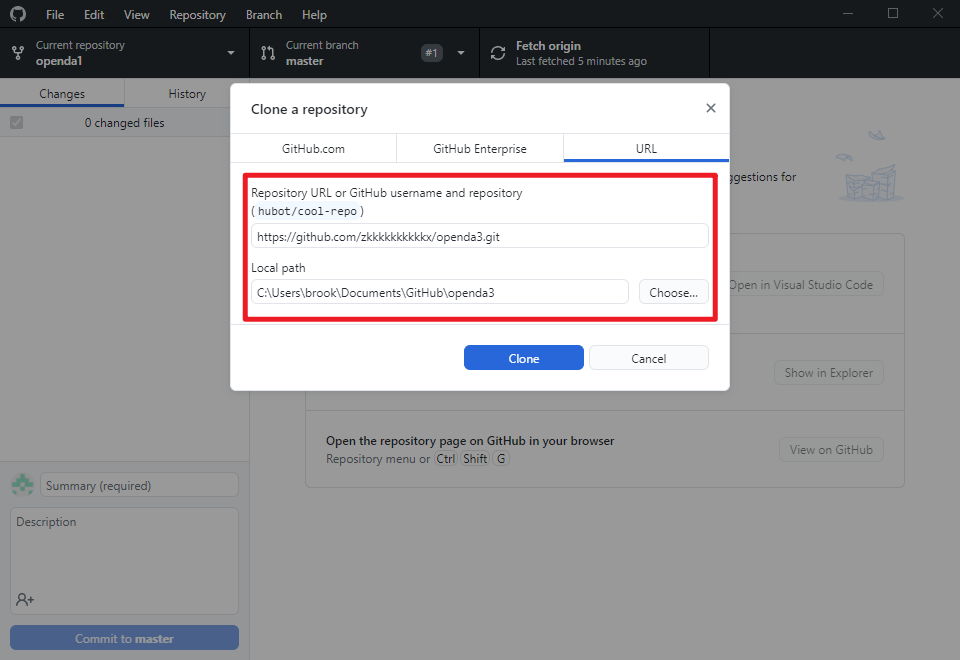 File Edit View Repository Branch Help
Current repository
openda1
Current branch
master
#1
Fetch origin
Last fetched 5 minutes ago
Changes History
0 changed files
Clone a repository
GitHub.com GitHub Enterprise URL
Repository URL or GitHub username and repository
( hubot/cool-repo )
https://github.com/zkkkkkkkkkkx/openda3.git
Local path
C:\Users\brook\Documents\GitHub\openda3
Choose...
Clone Cancel
ggestions for
Open in Visual Studio Code
Show in Explorer
Open the repository page on GitHub in your browser
Repository menu or Ctrl Shift G
View on GitHub
Summary (required)
Description
Commit to master